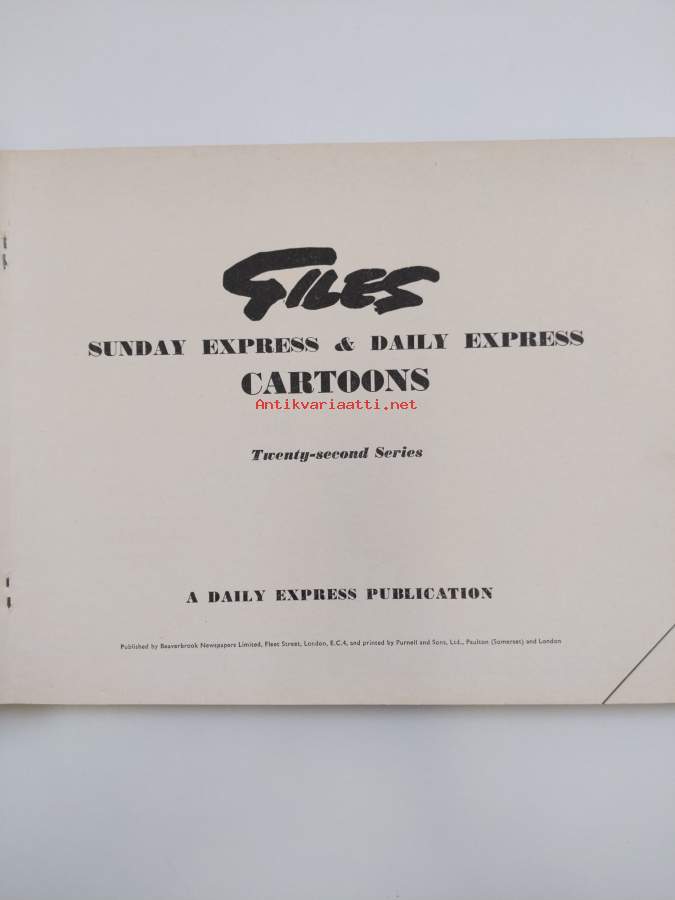 GILES
SUNDAY EXPRESS & DAILY EXPRESS
CARTOONS
Antikvariaatti.net
Twenty-second Series
A DAILY EXPRESS PUBLICATION
Published by Beaverbrook Newspapers Limited, Fleet Street, London, E.C.4, and printed by Purnell and Sons, Ltd., Paulton (Somerset) and London